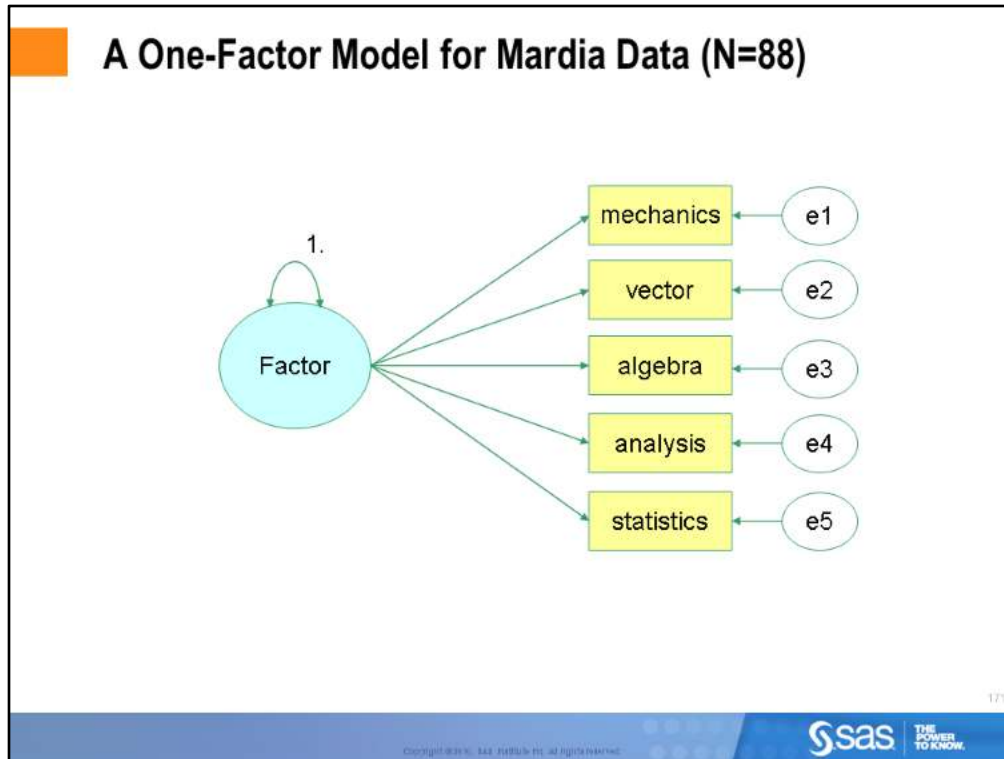 A One-Factor Model for Mardia Data (N=88)
1.
Factor
mechanics
e1
vector
e2
algebra
e3
analysis
e4
statistics
e5
171
sas
THE
POWER
TO KNOW.